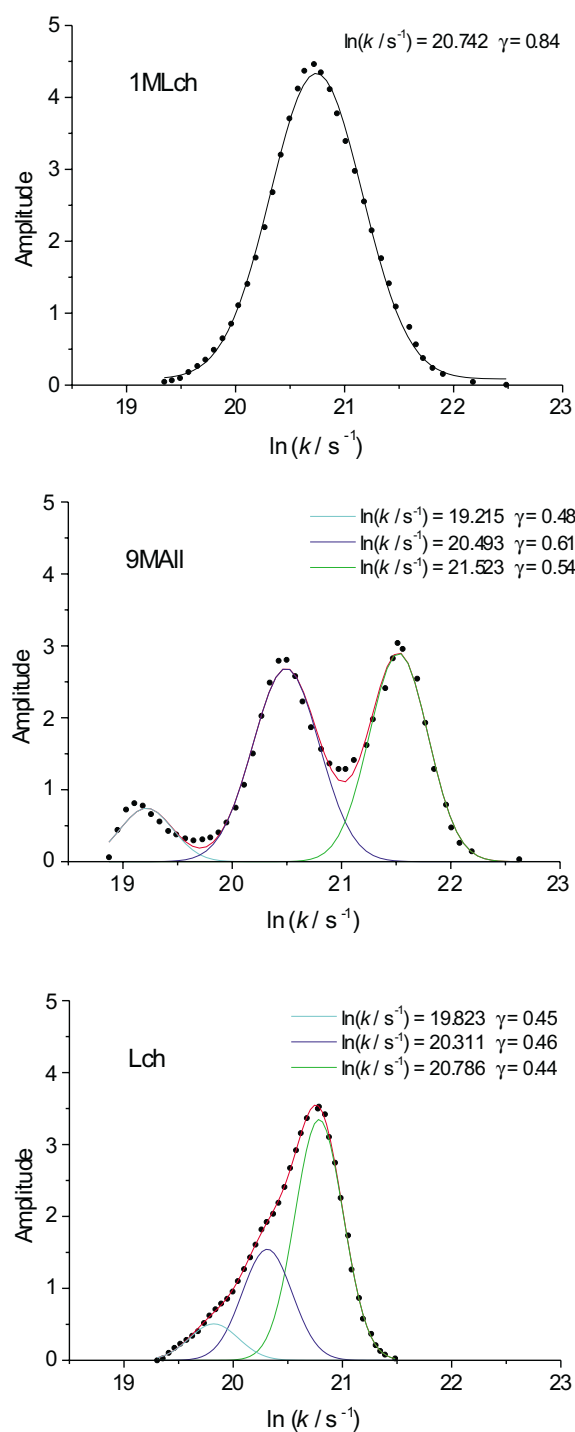 5
4
3
2
1
0
Amplitude
1MLch
ln(k / s⁻¹) = 20.742 γ = 0.84
19 20 21 22 23
ln (k / s⁻¹)
5
4
3
2
1
0
Amplitude
9MAll
ln(k / s⁻¹) = 19.215 γ = 0.48
ln(k / s⁻¹) = 20.493 γ = 0.61
ln(k / s⁻¹) = 21.523 γ = 0.54
19 20 21 22 23
ln (k / s⁻¹)
5
4
3
2
1
0
Amplitude
Lch
ln(k / s⁻¹) = 19.823 γ = 0.45
ln(k / s⁻¹) = 20.311 γ = 0.46
ln(k / s⁻¹) = 20.786 γ = 0.44
19 20 21 22 23
ln (k / s⁻¹)